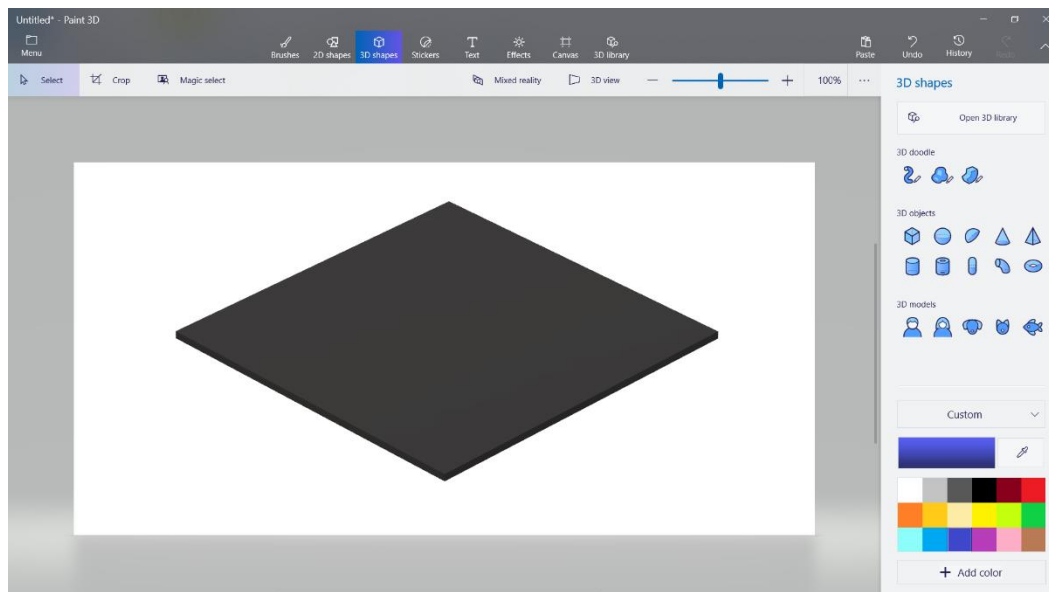 Untitled* - Paint 3D
Menu
Brushes 2D shapes 3D shapes Stickers Text Effects Canvas 3D library
Paste Undo History
Select Crop Magic select Mixed reality 3D view 100%
3D shapes
Open 3D library
3D doodle
3D objects
3D models
Custom
Add color